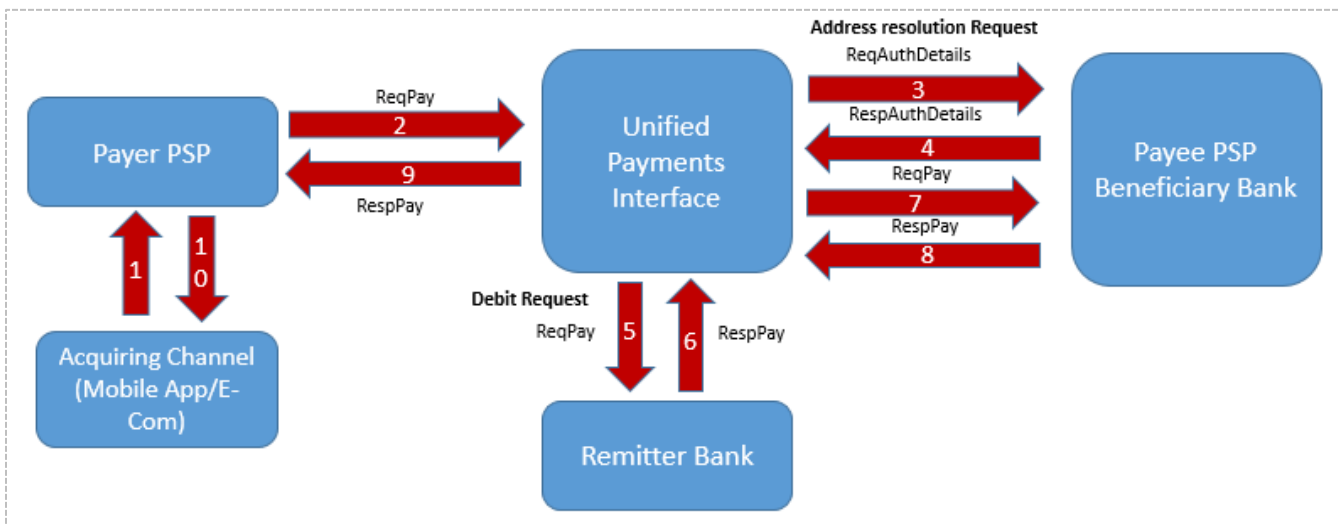 Address resolution Request
ReqAuthDetails
3
RespAuthDetails
4
ReqPay
7
RespPay
8
ReqPay
2
9
RespPay
Payer PSP
Unified
Payments
Interface
Payee PSP
Beneficiary Bank
1
1
0
Debit Request
ReqPay
5
6
RespPay
Acquiring Channel
(Mobile App/E-
Com)
Remitter Bank